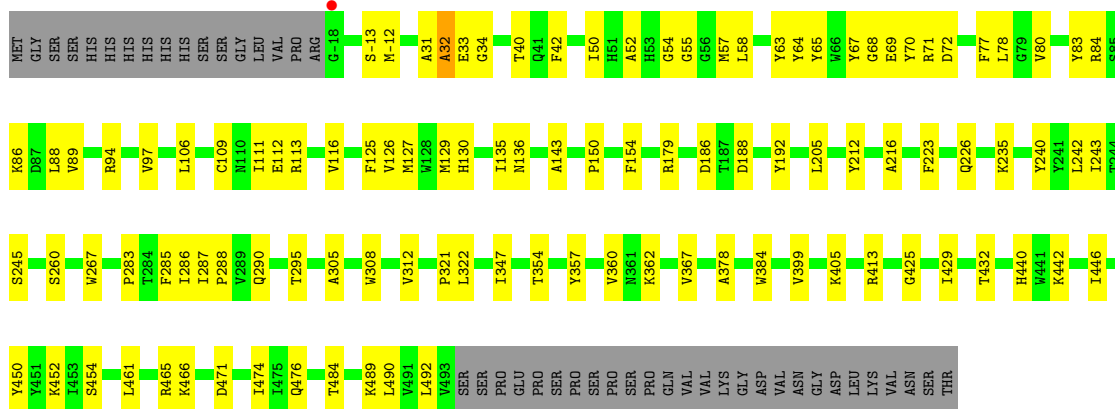 MET GLY SER SER HIS HIS HIS HIS HIS HIS SER SER GLY LEU VAL PRO ARG G-18 S-13 M-12 A31 A32 E33 G34 T40 Q41 F42 I50 H51 A52 H53 G54 G55 G56 M57 L58 Y63 Y64 Y65 W66 Y67 G68 E69 Y70 R71 D72 F77 L78 G79 V80 Y83 R84 S85
K86 D87 L88 V89 R94 V97 L106 C109 N110 I111 E112 R113 V116 F125 V126 M127 W128 M129 H130 I135 N136 A143 P150 F154 R179 D186 T187 D188 Y192 L205 Y212 A216 F223 Q226 K235 Y240 Y241 L242 I243 T244
S245 S260 W267 P283 T284 F285 I286 I287 P288 V289 Q290 T295 A305 W308 V312 P321 L322 I347 T354 Y357 V360 N361 K362 V367 A378 W384 V399 K405 R413 G425 I429 T432 H440 W441 K442 I446
Y450 Y451 K452 I453 S454 L461 R465 K466 D471 I474 I475 Q476 T484 K489 L490 V491 L492 V493 SER SER PRO GLU PRO SER PRO SER PRO PRO SER PRO GLN VAL VAL LYS GLY ASP VAL ASN GLY ASP LEU LYS VAL ASN SER THR